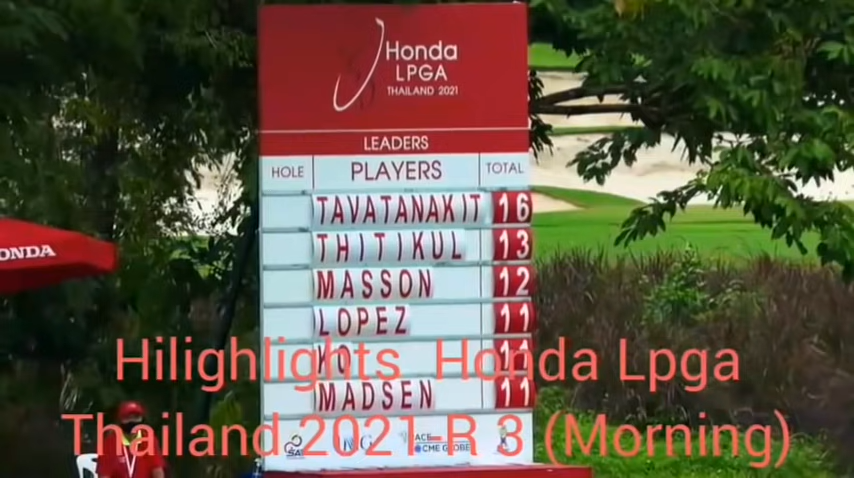 Honda
LPGA
THAILAND 2021
LEADERS
HOLE PLAYERS TOTAL
TAVATANAKIT 16
THITIKUL 13
HONDA
MASSON 12
LOPEZ 11
YO 11
MADSEN 11
Hilighlights Honda Lpga
Thailand 2021-R 3 (Morning)
CME GLOBE